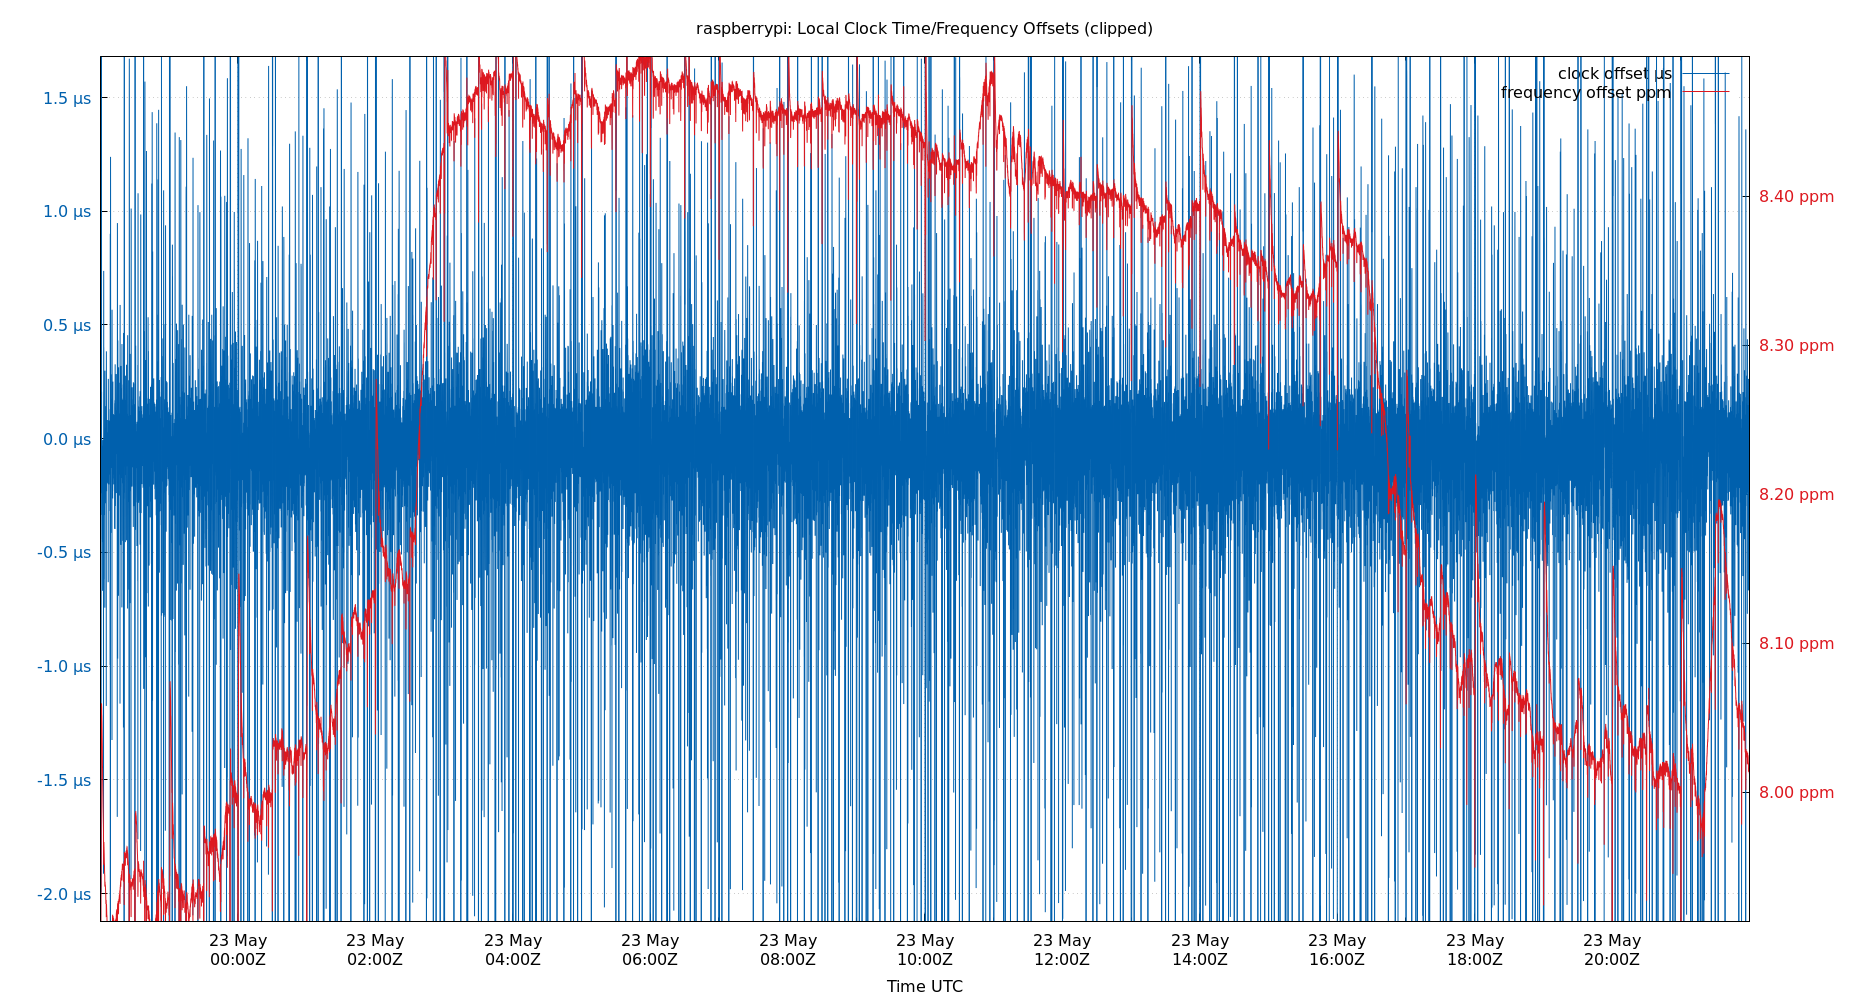 raspberrypi: Local Clock Time/Frequency Offsets (clipped)
clock offset µs
frequency offset ppm
1.5 µs
1.0 µs
0.5 µs
0.0 µs
-0.5 µs
-1.0 µs
-1.5 µs
-2.0 µs
8.40 ppm
8.30 ppm
8.20 ppm
8.10 ppm
8.00 ppm
23 May
00:00Z
23 May
02:00Z
23 May
04:00Z
23 May
06:00Z
23 May
08:00Z
23 May
10:00Z
23 May
12:00Z
23 May
14:00Z
23 May
16:00Z
23 May
18:00Z
23 May
20:00Z
Time UTC